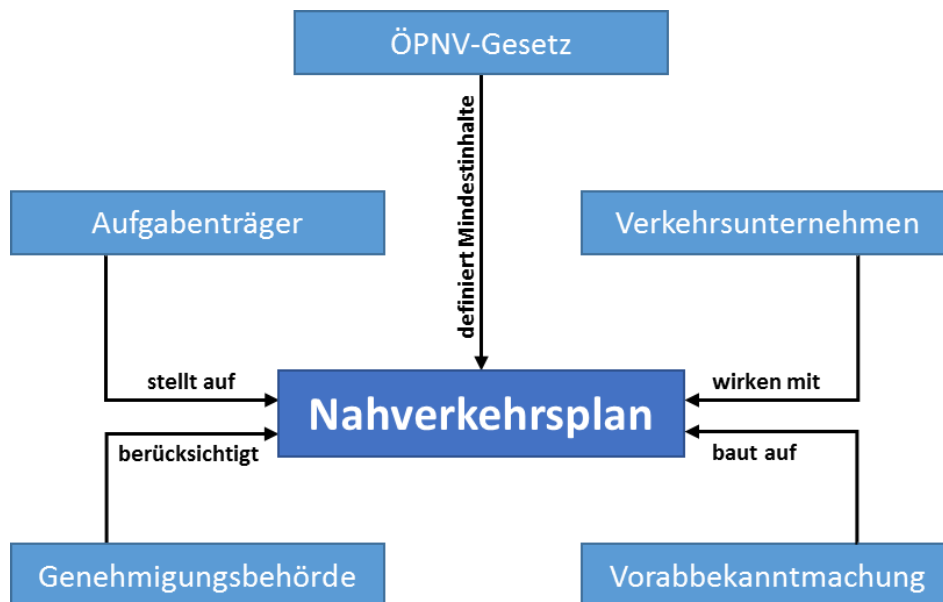 ÖPNV-Gesetz
definiert Mindestinhalte
Aufgabenträger
Verkehrsunternehmen
stellt auf
wirken mit
Nahverkehrsplan
berücksichtigt
baut auf
Genehmigungsbehörde
Vorabbekanntmachung